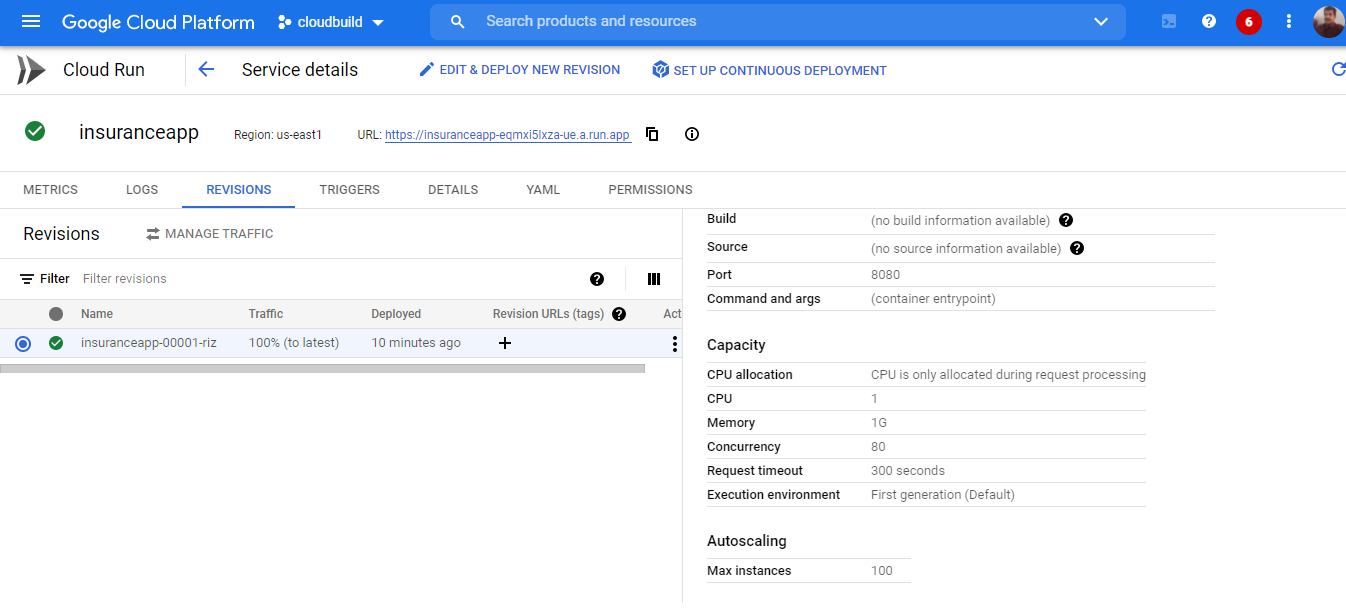 Google Cloud Platform cloudbuild Search products and resources 6
Cloud Run Service details EDIT & DEPLOY NEW REVISION SET UP CONTINUOUS DEPLOYMENT
insuranceapp Region: us-east1 URL: https://insuranceapp-eqmxi5lxza-ue.a.run.app
METRICS LOGS REVISIONS TRIGGERS DETAILS YAML PERMISSIONS
Revisions MANAGE TRAFFIC
Filter Filter revisions
Name Traffic Deployed Revision URLs (tags) Act
insuranceapp-00001-riz 100% (to latest) 10 minutes ago
Build (no build information available)
Source (no source information available)
Port 8080
Command and args (container entrypoint)
Capacity
CPU allocation CPU is only allocated during request processing
CPU 1
Memory 1G
Concurrency 80
Request timeout 300 seconds
Execution environment First generation (Default)
Autoscaling
Max instances 100